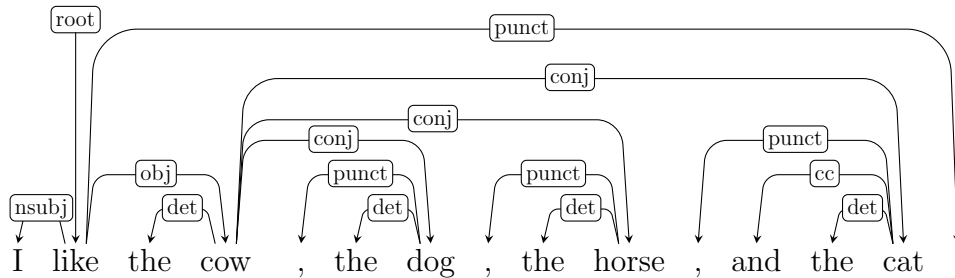 root
punct
conj
conj
conj
punct
obj
punct
punct
cc
nsubj
det
det
det
det
I like the cow , the dog , the horse , and the cat